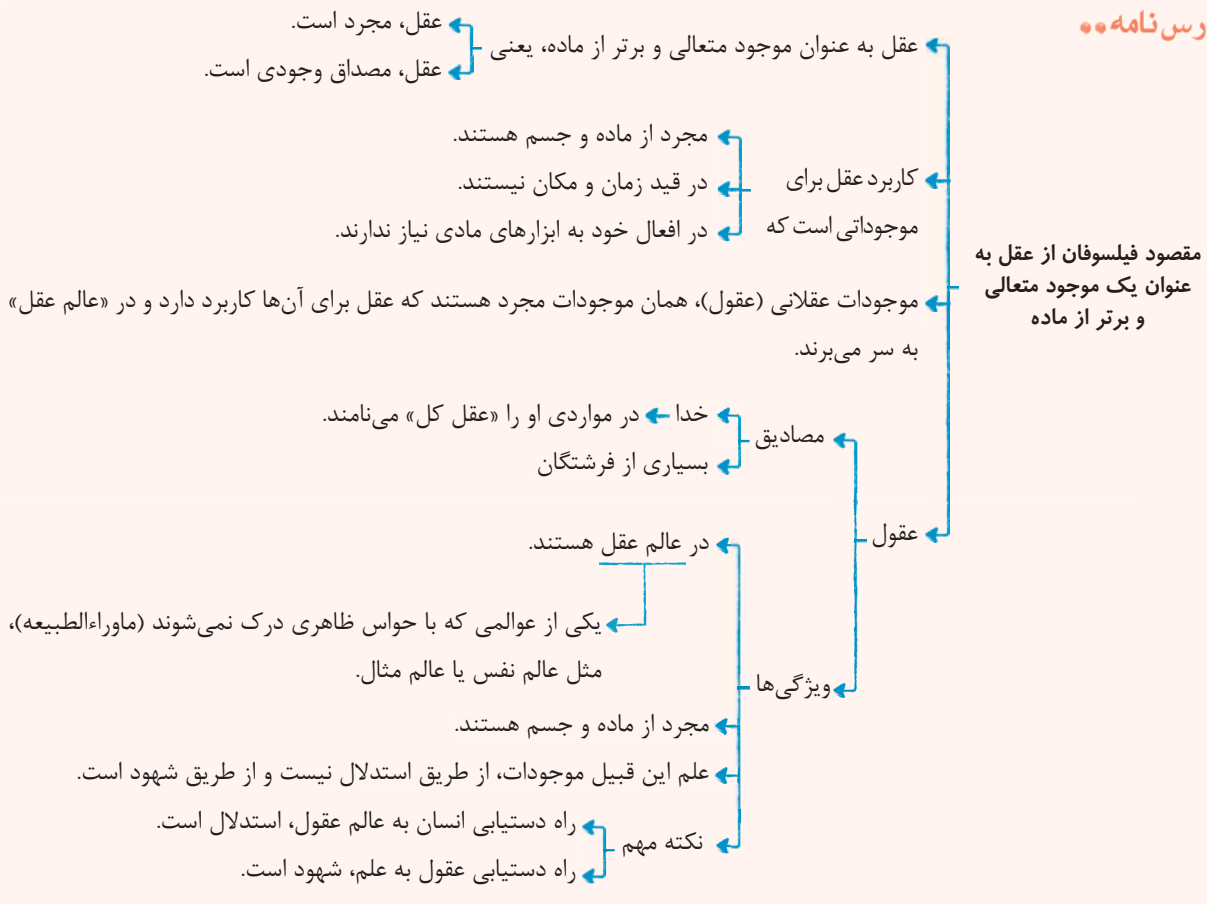 رس‌نامه
عقل به عنوان موجود متعالی و برتر از ماده، یعنی
عقل، مجرد است.
عقل، مصداق وجودی است.
کاربرد عقل برای
موجوداتی است که
مجرد از ماده و جسم هستند.
در قید زمان و مکان نیستند.
در افعال خود به ابزارهای مادی نیاز ندارند.
مقصود فیلسوفان از عقل به
عنوان یک موجود متعالی
و برتر از ماده
موجودات عقلانی (عقول)، همان موجودات مجرد هستند که عقل برای آن‌ها کاربرد دارد و در «عالم عقل»
به سر می‌برند.
عقول
مصادیق
خدا
در مواردی او را «عقل کل» می‌نامند.
بسیاری از فرشتگان
ویژگی‌ها
در عالم عقل هستند.
یکی از عوالمی که با حواس ظاهری درک نمی‌شوند (ماوراءالطبیعه)،
مثل عالم نفس یا عالم مثال.
مجرد از ماده و جسم هستند.
علم این قبیل موجودات، از طریق استدلال نیست و از طریق شهود است.
نکته مهم
راه دستیابی انسان به عالم عقول، استدلال است.
راه دستیابی عقول به علم، شهود است.